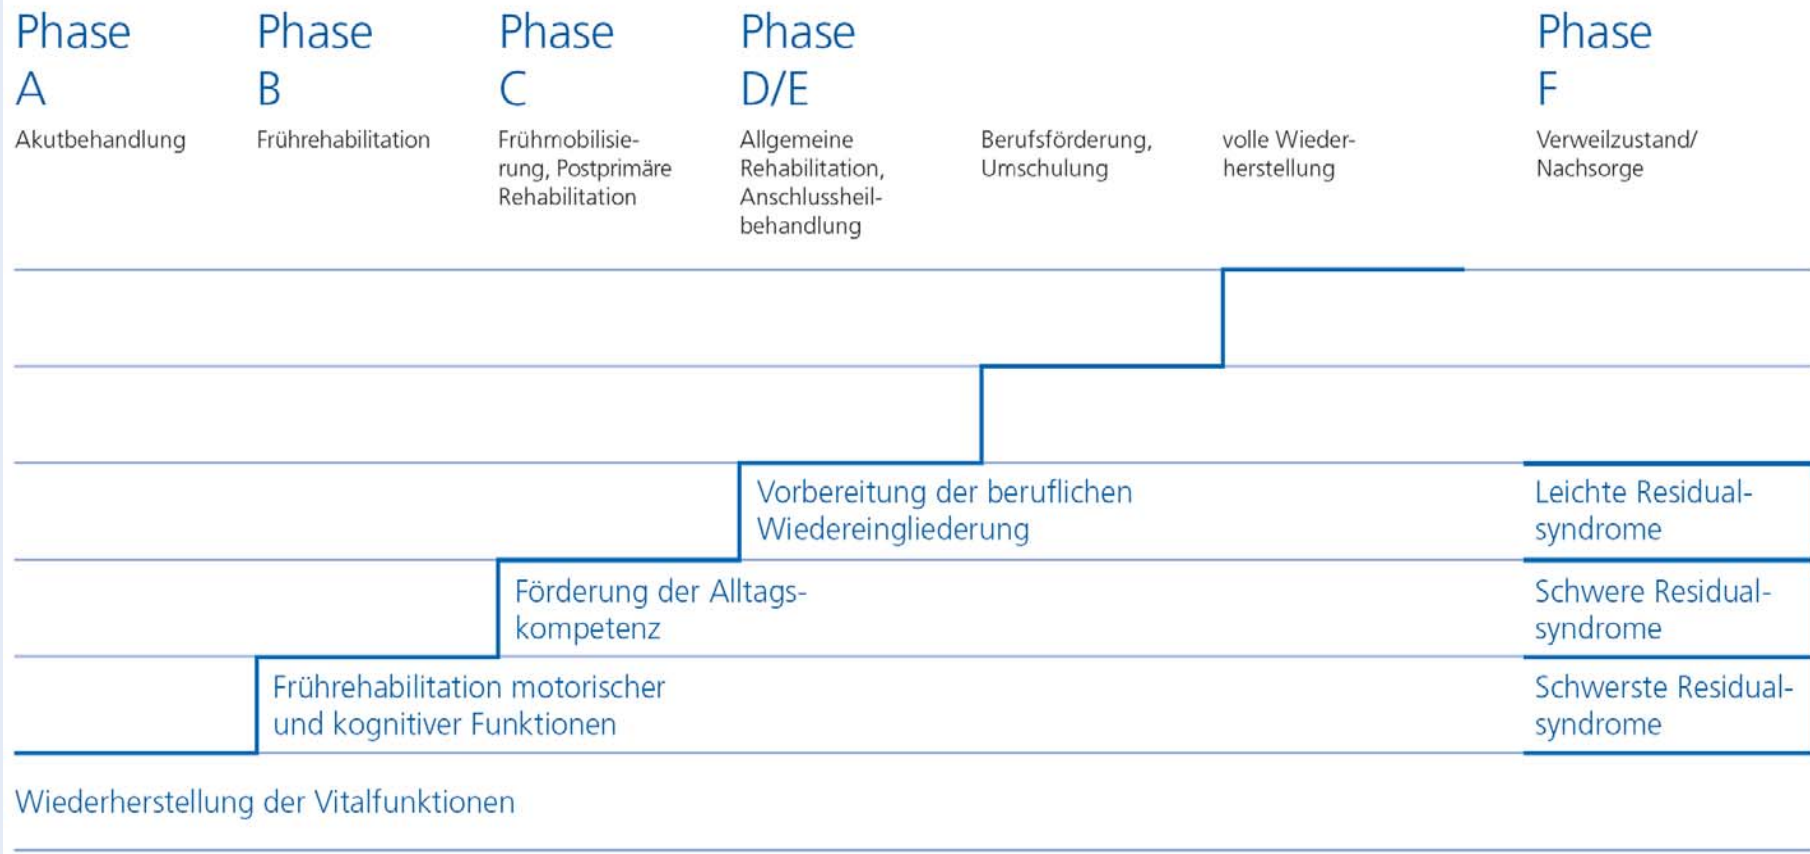 Phase
A
Akutbehandlung
Phase
B
Frührehabilitation
Phase
C
Frühmobilisie-
rung, Postprimäre
Rehabilitation
Phase
D/E
Allgemeine
Rehabilitation,
Anschlussheil-
behandlung
Berufsförderung,
Umschulung
volle Wieder-
herstellung
Phase
F
Verweilzustand/
Nachsorge
Vorbereitung der beruflichen
Wiedereingliederung
Leichte Residual-
syndrome
Förderung der Alltags-
kompetenz
Schwere Residual-
syndrome
Frührehabilitation motorischer
und kognitiver Funktionen
Schwerste Residual-
syndrome
Wiederherstellung der Vitalfunktionen